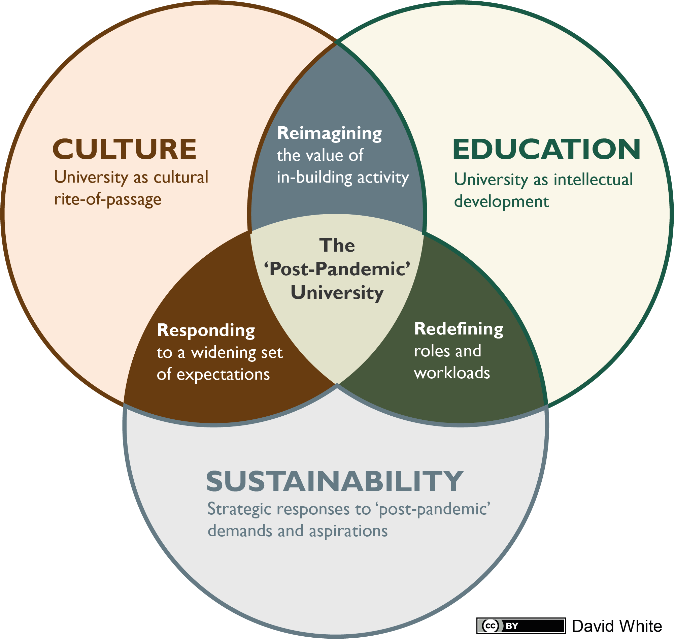 CULTURE
University as cultural
rite-of-passage
Reimagining
the value of
in-building activity
EDUCATION
University as intellectual
development
The
‘Post-Pandemic’
University
Responding
to a widening set
of expectations
Redefining
roles and
workloads
SUSTAINABILITY
Strategic responses to ‘post-pandemic’
demands and aspirations
cc BY David White